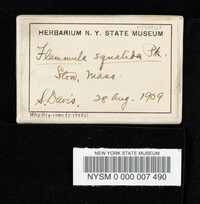 HERBARIUM N. Y. STATE MUSEUM
Flammula squalida Pk.
Stow, Mass.
S. Davis. 28 Aug. 1909
NEW YORK STATE MUSEUM
NYSM 0 000 007 490